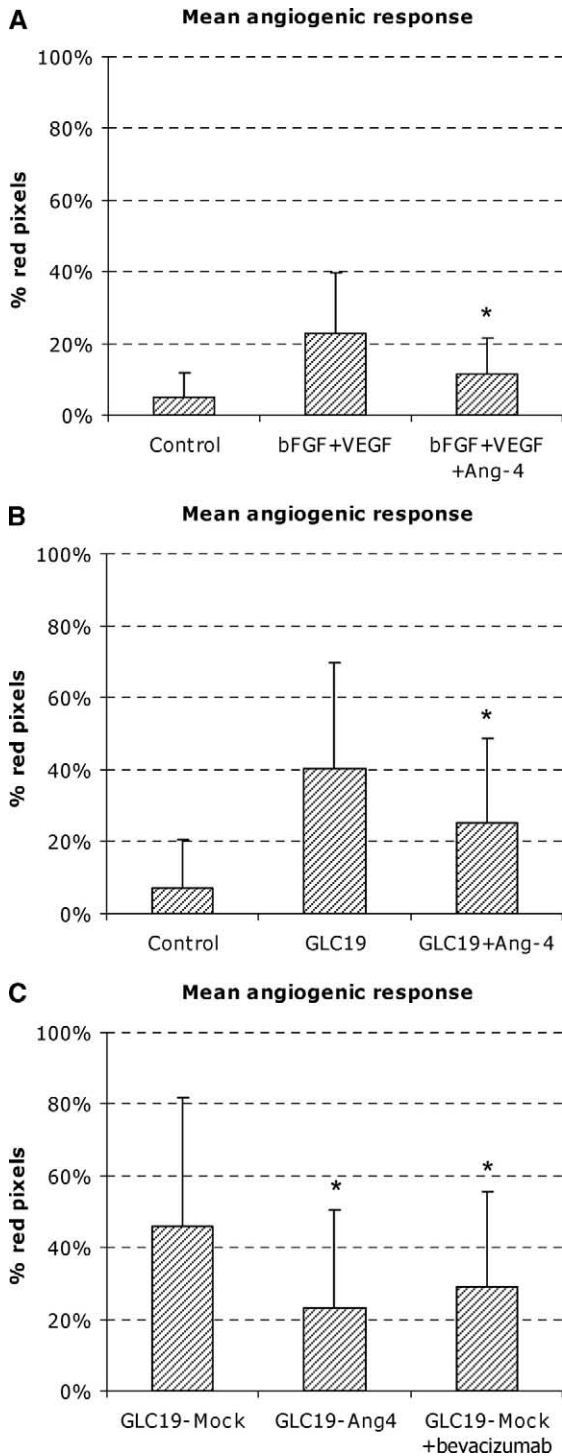 A
Mean angiogenic response
% red pixels
100%
80%
60%
40%
20%
0%
*
Control
bFGF+VEGF
bFGF+VEGF
+Ang-4
B
Mean angiogenic response
% red pixels
100%
80%
60%
40%
20%
0%
*
Control
GLC19
GLC19+Ang-4
C
Mean angiogenic response
% red pixels
100%
80%
60%
40%
20%
0%
*
*
GLC19-Mock
GLC19-Ang4
GLC19-Mock
+bevacizumab